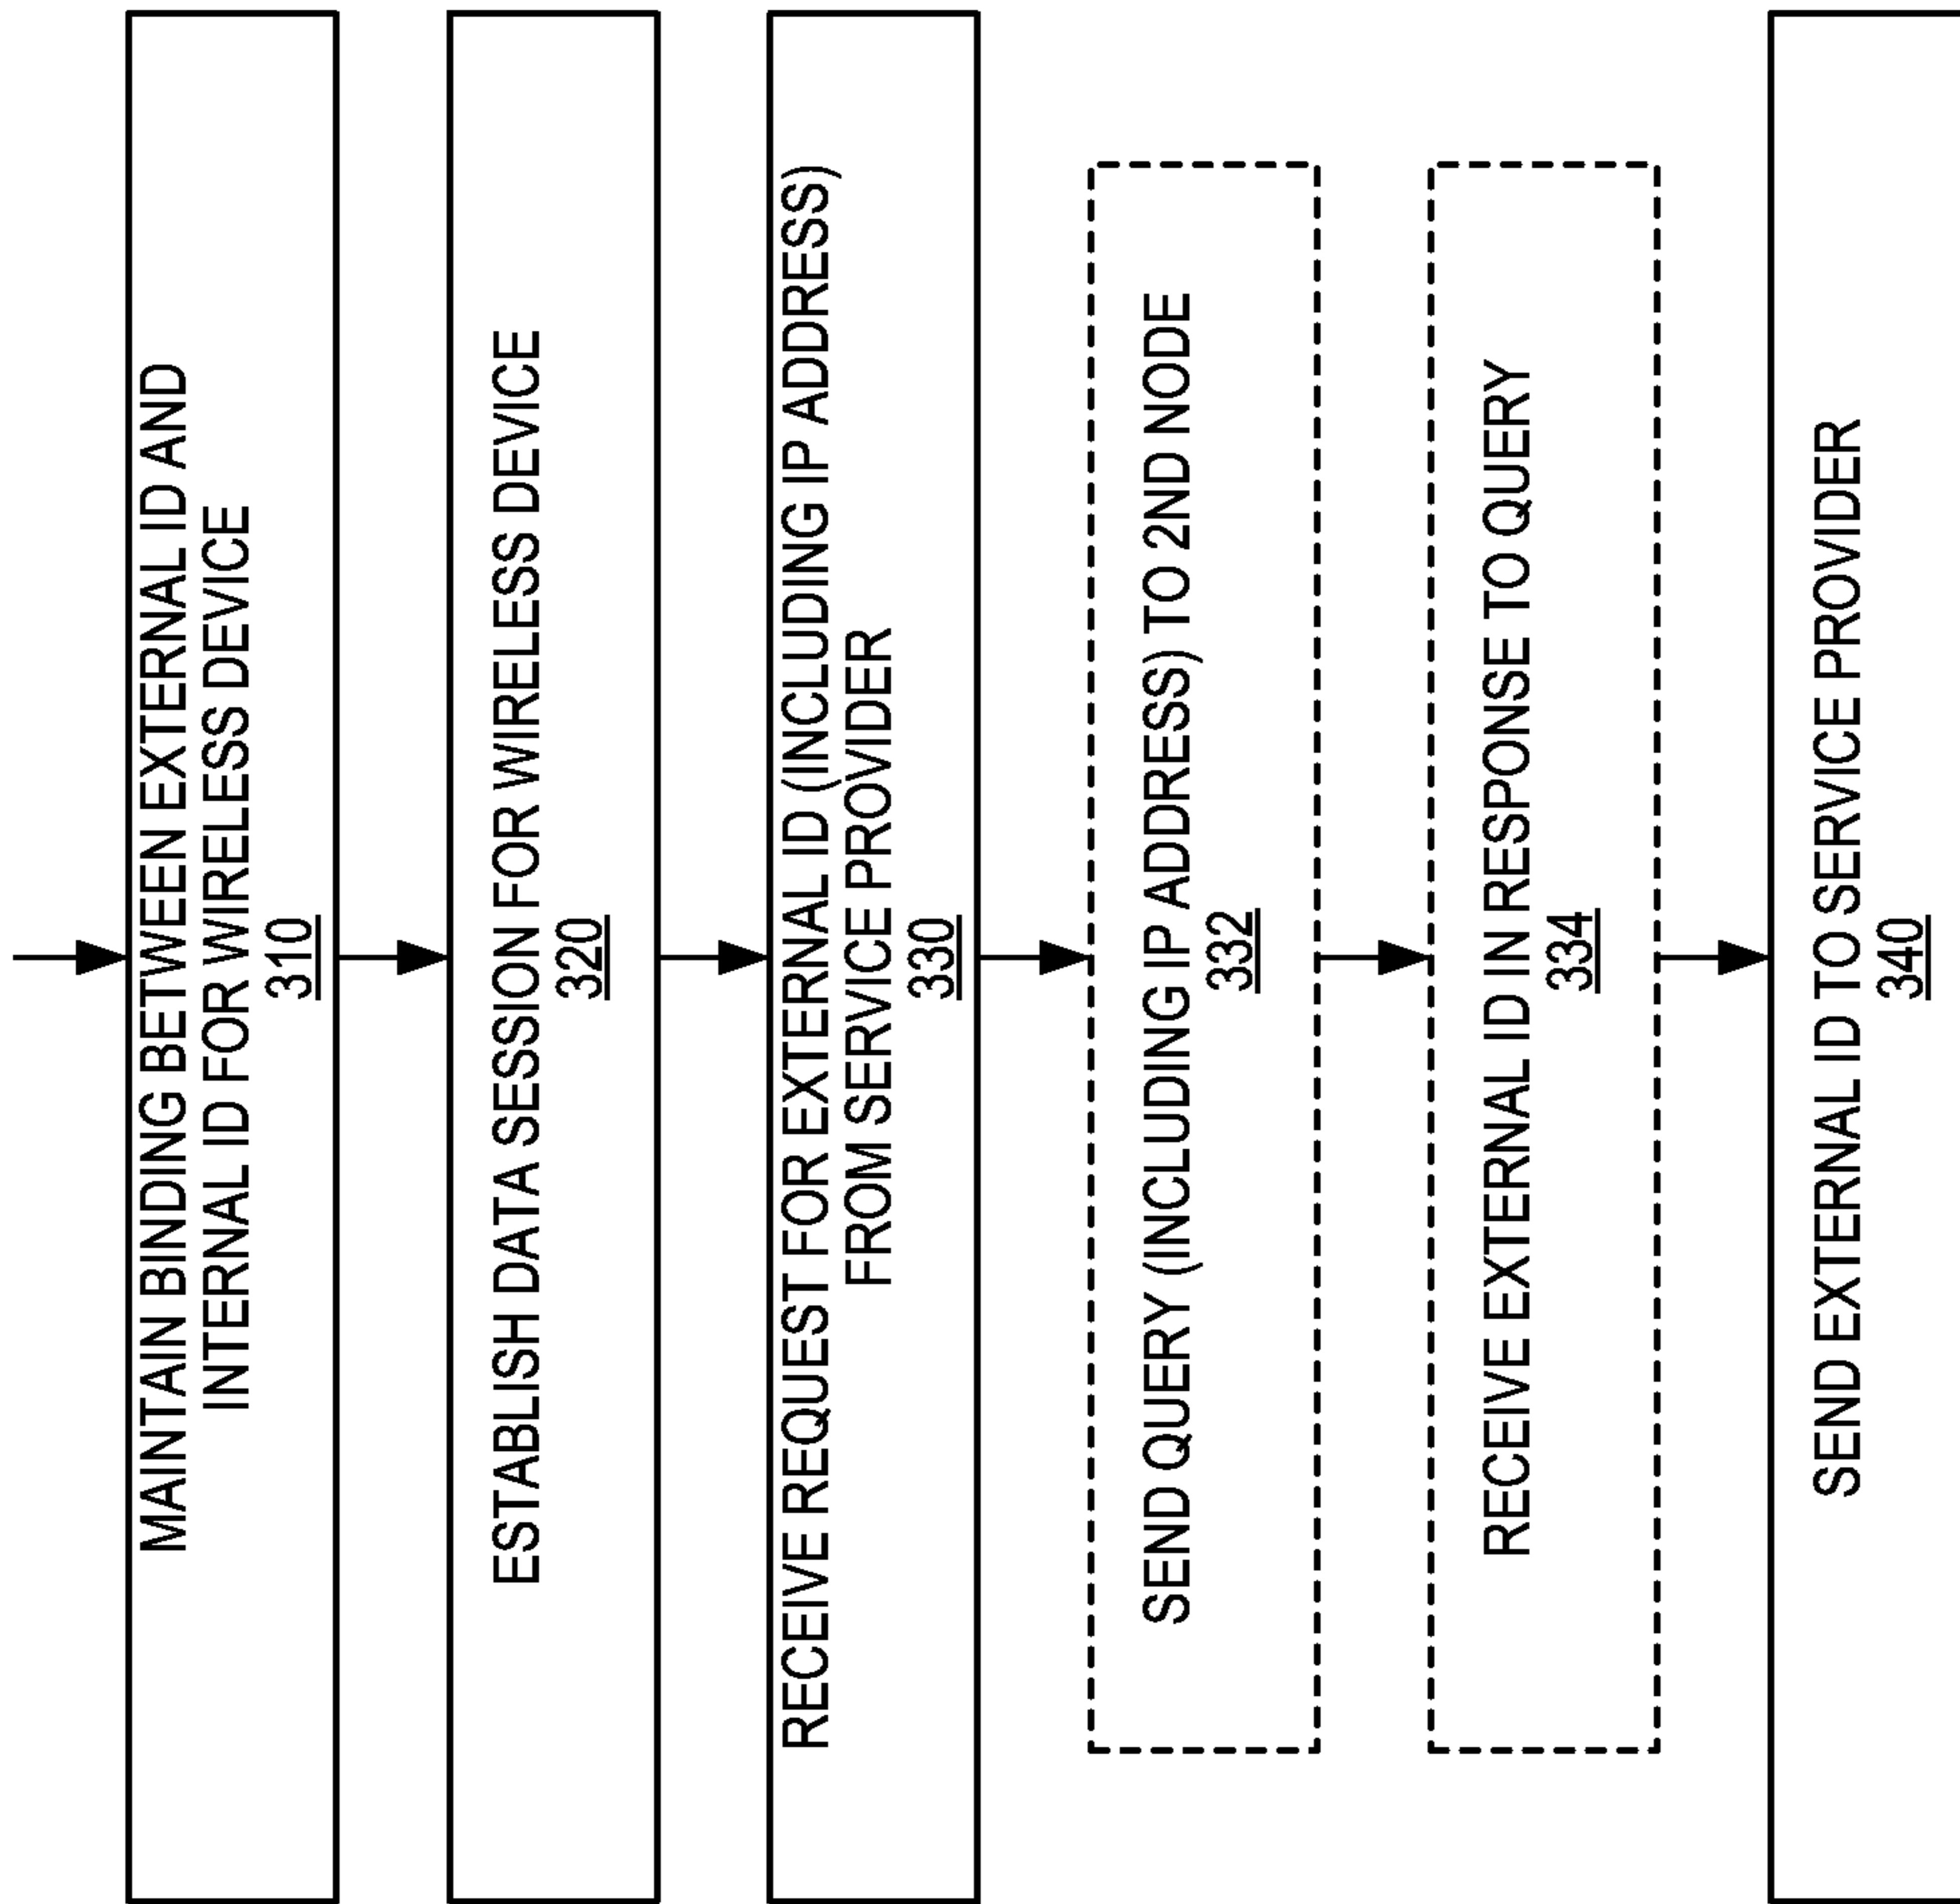 MAINTAIN BINDING BETWEEN EXTERNAL ID AND
INTERNAL ID FOR WIRELESS DEVICE
310
ESTABLISH DATA SESSION FOR WIRELESS DEVICE
320
RECEIVE REQUEST FOR EXTERNAL ID (INCLUDING IP ADDRESS)
FROM SERVICE PROVIDER
330
SEND QUERY (INCLUDING IP ADDRESS) TO 2ND NODE
332
RECEIVE EXTERNAL ID IN RESPONSE TO QUERY
334
SEND EXTERNAL ID TO SERVICE PROVIDER
340